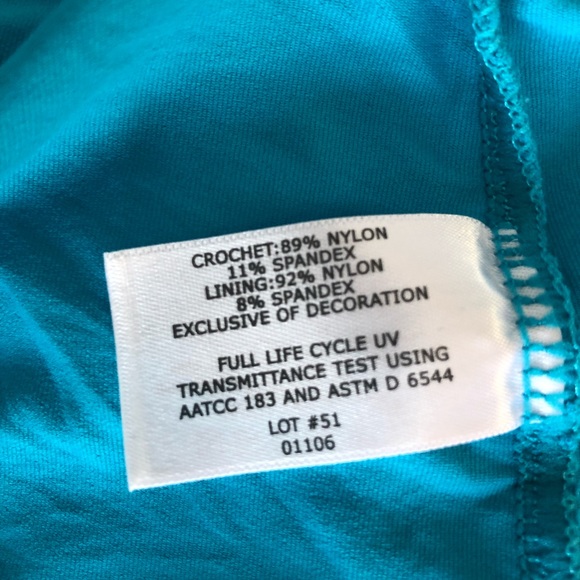 CROCHET:89% NYLON
11% SPANDEX
LINING:92% NYLON
8% SPANDEX
EXCLUSIVE OF DECORATION
FULL LIFE CYCLE UV
TRANSMITTANCE TEST USING
AATCC 183 AND ASTM D 6544
LOT #51
01106